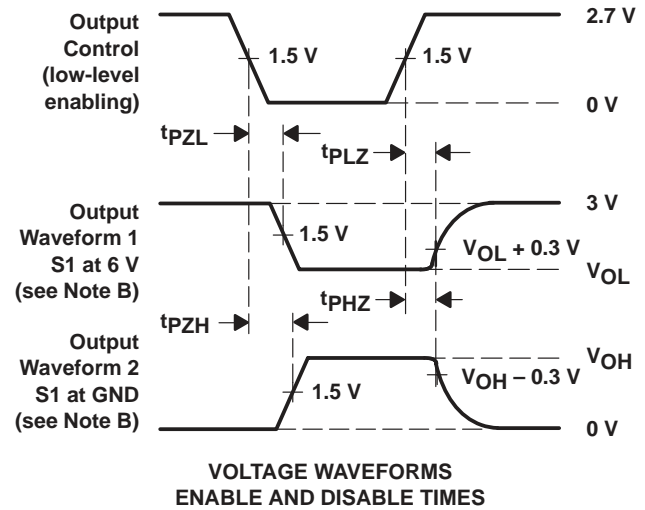 Output
Control
(low-level
enabling)
2.7 V
1.5 V
1.5 V
0 V
tPZL
tPLZ
Output
Waveform 1
S1 at 6 V
(see Note B)
3 V
1.5 V
VOL + 0.3 V
VOL
tPZH
tPHZ
Output
Waveform 2
S1 at GND
(see Note B)
VOH
1.5 V
VOH – 0.3 V
0 V
VOLTAGE WAVEFORMS
ENABLE AND DISABLE TIMES